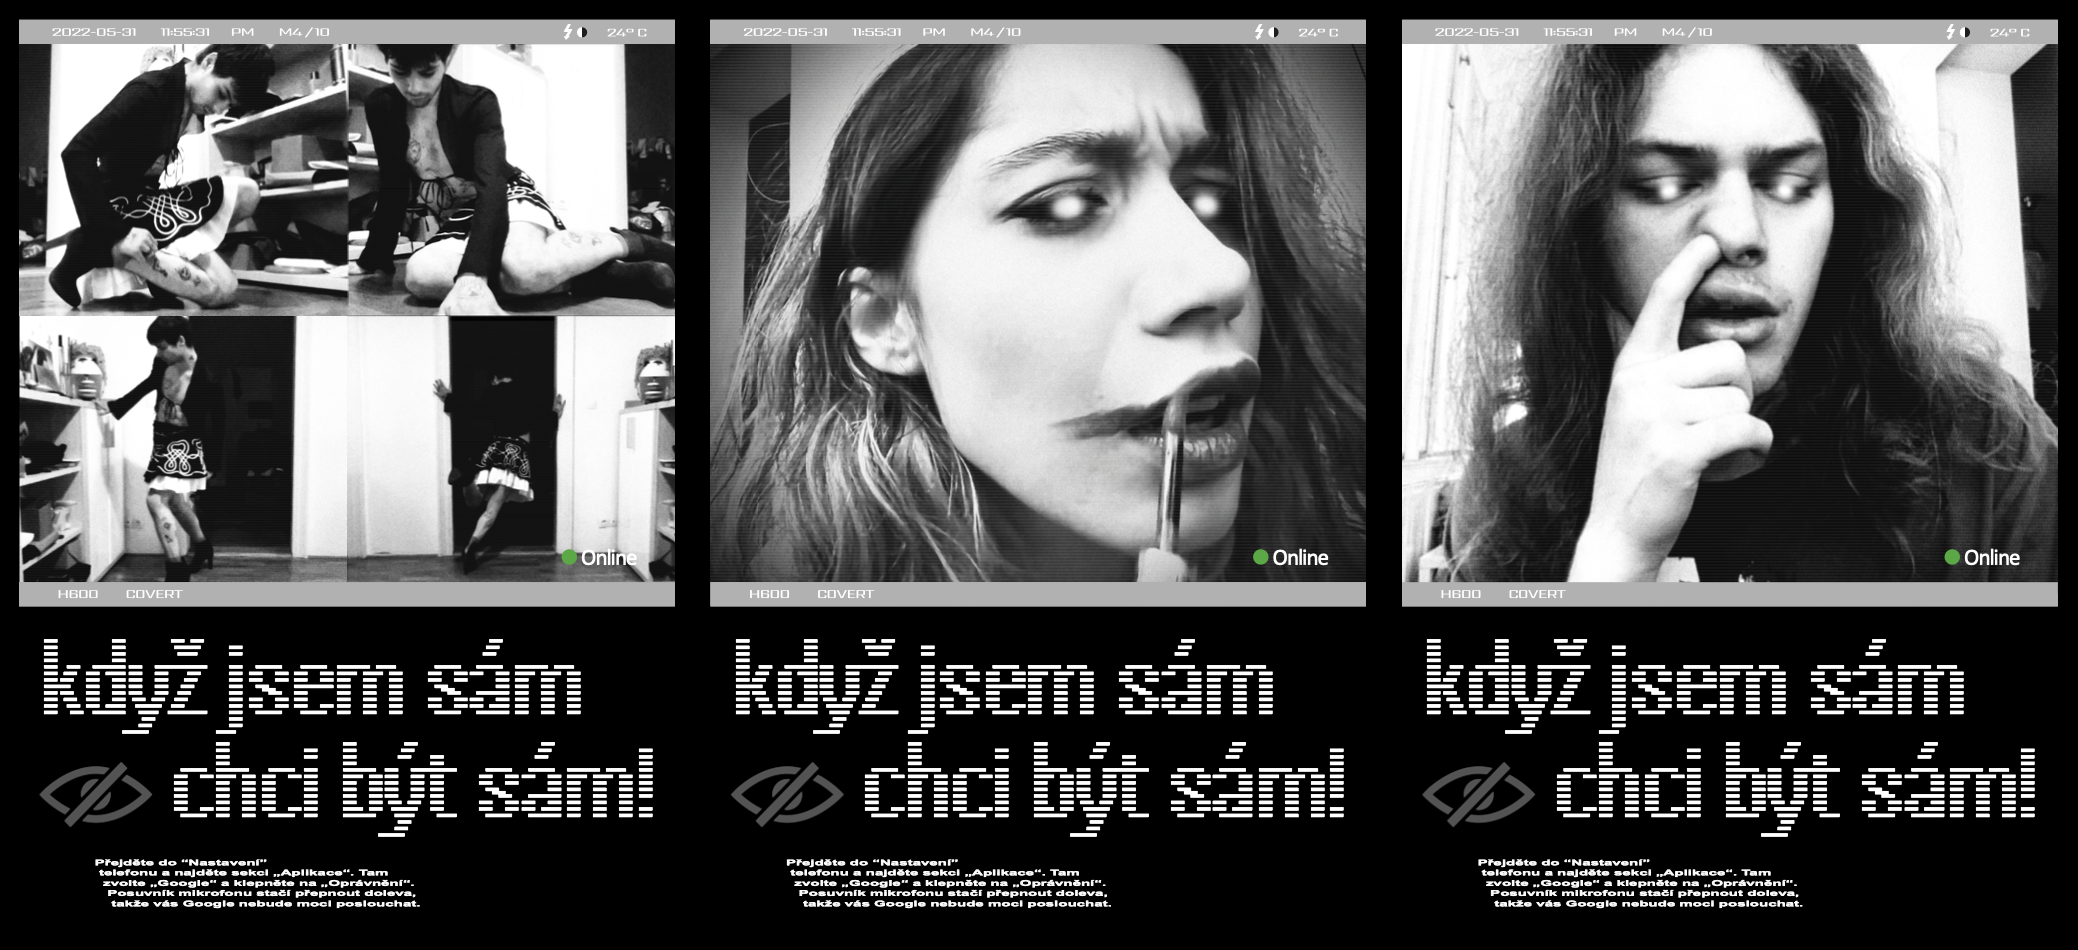 2022-05-31 11:55:31 PM M4/10 24° C
Online
H600 COVERT
když jsem sám
chci být sám!
Přejděte do "Nastavení"
telefonu a najděte sekci „Aplikace“. Tam
zvolte „Google“ a klepněte na „Oprávnění“.
Posuvník mikrofonu stačí přepnout doleva,
takže vás Google nebude moci poslouchat.
2022-05-31 11:55:31 PM M4/10 24° C
Online
H600 COVERT
když jsem sám
chci být sám!
Přejděte do "Nastavení"
telefonu a najděte sekci „Aplikace“. Tam
zvolte „Google“ a klepněte na „Oprávnění“.
Posuvník mikrofonu stačí přepnout doleva,
takže vás Google nebude moci poslouchat.
2022-05-31 11:55:31 PM M4/10 24° C
Online
H600 COVERT
když jsem sám
chci být sám!
Přejděte do "Nastavení"
telefonu a najděte sekci „Aplikace“. Tam
zvolte „Google“ a klepněte na „Oprávnění“.
Posuvník mikrofonu stačí přepnout doleva,
takže vás Google nebude moci poslouchat.